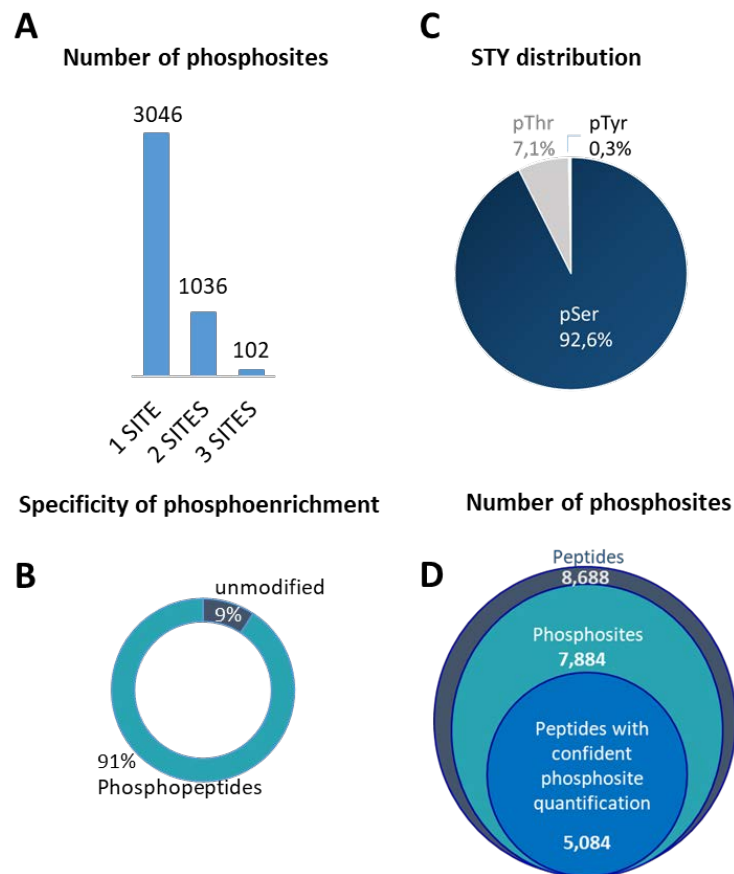 A
Number of phosphosites
3046
1036
102
1 SITE
2 SITES
3 SITES
C
STY distribution
pThr
7,1%
pTyr
0,3%
pSer
92,6%
Specificity of phosphoenrichment
B
unmodified
9%
91%
Phosphopeptides
Number of phosphosites
D
Peptides
8,688
Phosphosites
7,884
Peptides with
confident
phosphosite
quantification
5,084